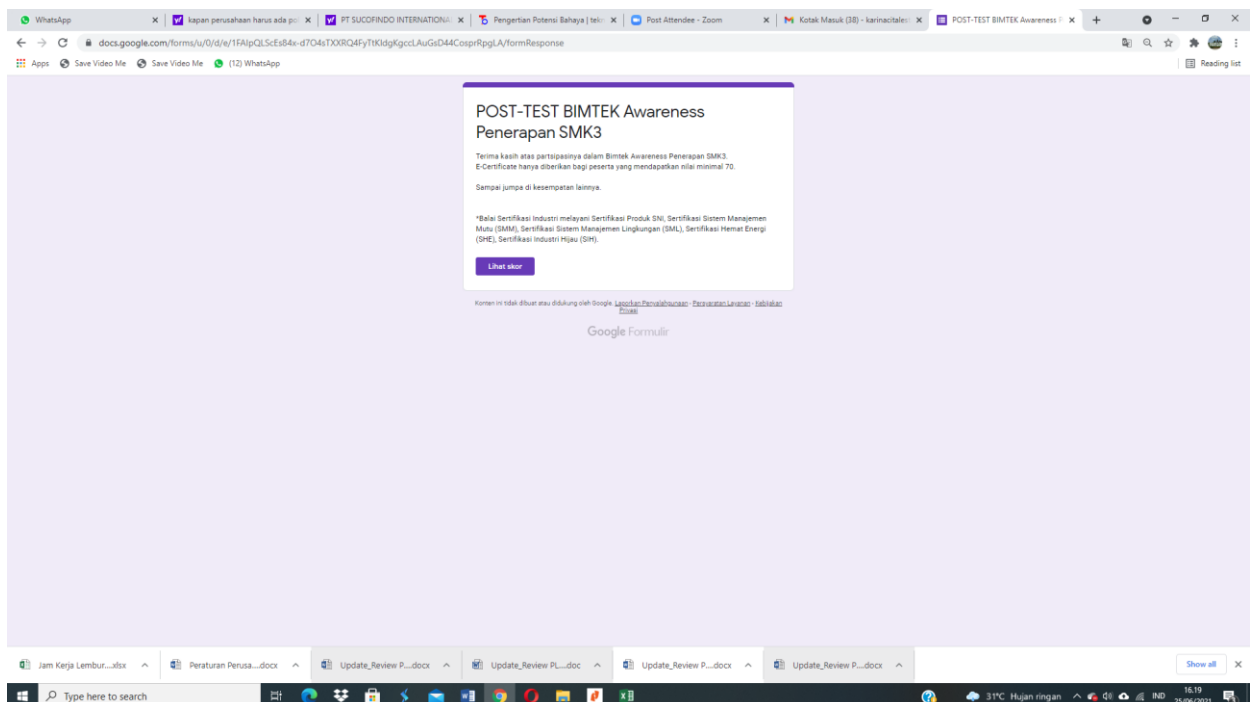 WhatsApp
kapan perusahaan harus ada po
PT SUCOFINDO INTERNATIONA
Pengertian Potensi Bahaya | tekn
Post Attendee - Zoom
Kotak Masuk (38) - karinacitales
POST-TEST BIMTEK Awareness P
docs.google.com/forms/u/0/d/e/
/formResponse
Apps
Save Video Me
Save Video Me
(12) WhatsApp
Reading list
POST-TEST BIMTEK Awareness
Penerapan SMK3
Terima kasih atas partsipasinya dalam Bimtek Awareness Penerapan SMK3.
E-Certificate hanya diberikan bagi peserta yang mendapatkan nilai minimal 70.
Sampai jumpa di kesempatan lainnya.
*Balai Sertifikasi Industri melayani Sertifikasi Produk SNI, Sertifikasi Sistem Manajemen
Mutu (SMM), Sertifikasi Sistem Manajemen Lingkungan (SML), Sertifikasi Hemat Energi
(SHE), Sertifikasi Industri Hijau (SIH).
Lihat skor
Konten ini tidak dibuat atau didukung oleh Google. Laporkan Penyalahgunaan - Persyaratan Layanan - Kebijakan
Privasi
Google Formulir
Jam Kerja Lembur....xlsx
Peraturan Perusa....docx
Update_Review P....docx
Update_Review PL....doc
Update_Review P....docx
Update_Review P....docx
Show all
Type here to search
31°C Hujan ringan
IND
16.19
25/06/2021